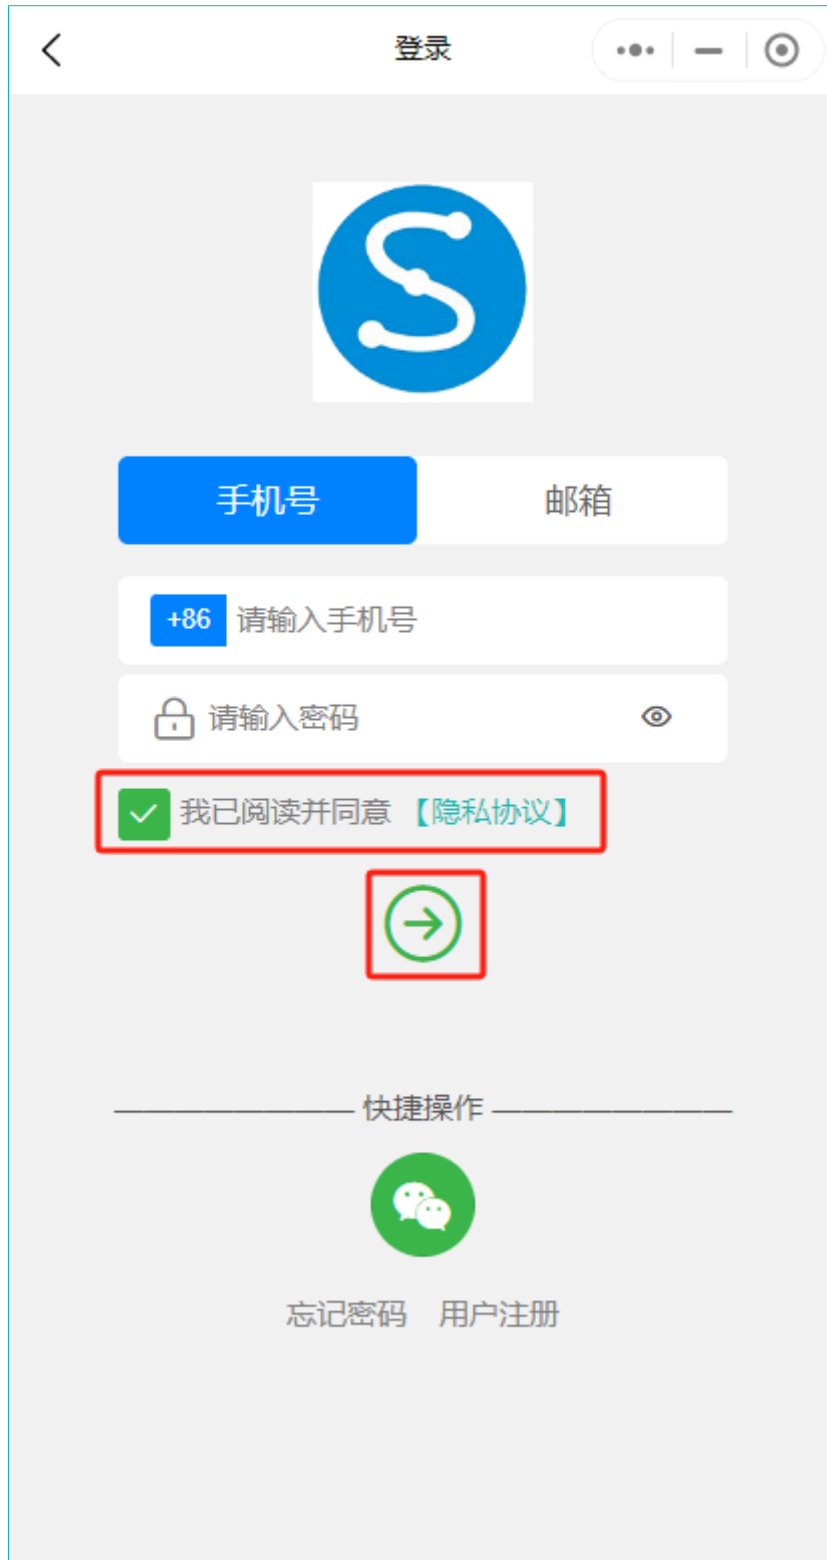 登录
手机号 邮箱
+86 请输入手机号
请输入密码
我已阅读并同意 【隐私协议】
快捷操作
忘记密码 用户注册